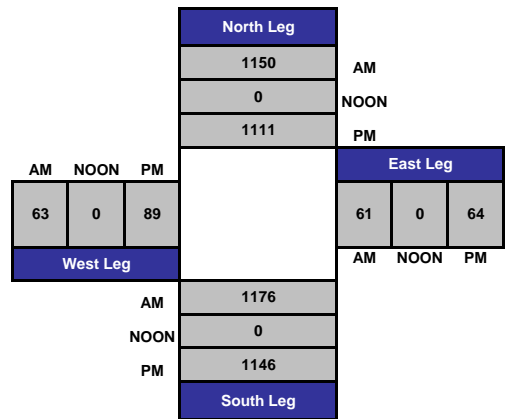 North Leg
1150 AM
0 NOON
1111 PM
East Leg
AM NOON PM
63 0 89
61 0 64
West Leg
AM NOON PM
AM 1176
NOON 0
PM 1146
South Leg